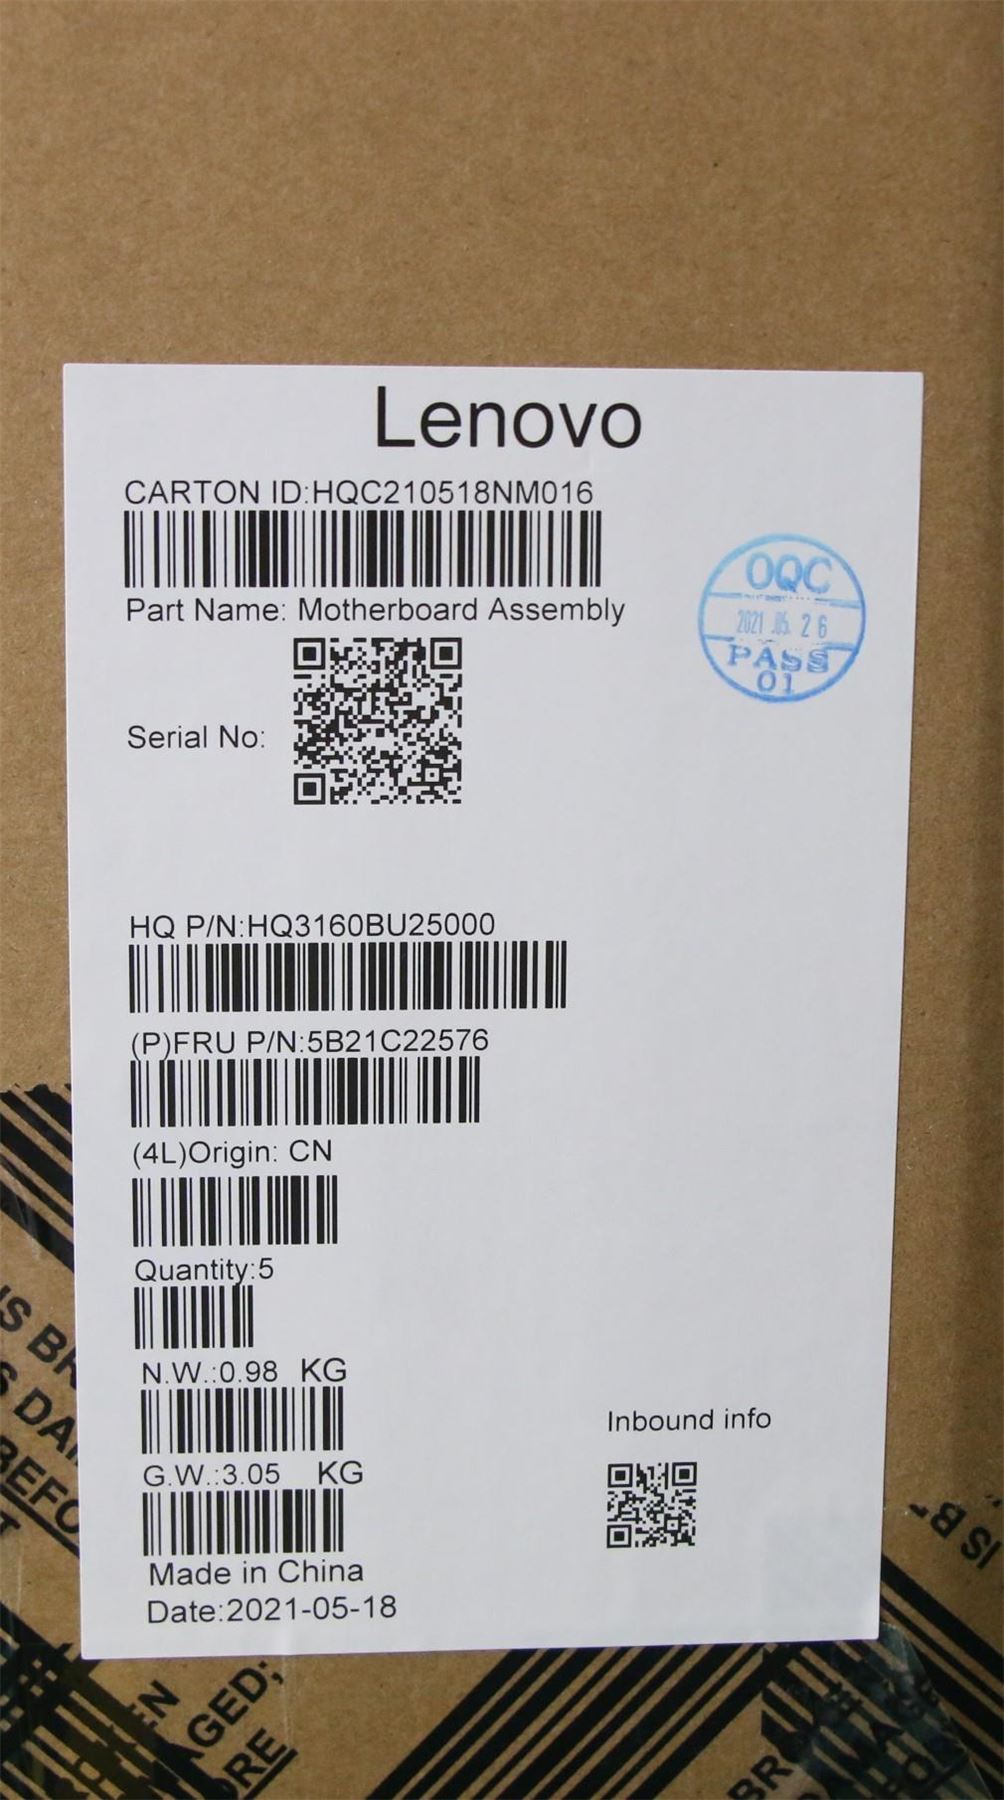 Lenovo
CARTON ID:HQC210518NM016
Part Name: Motherboard Assembly
OQC
2021.05.26
PASS
01
Serial No:
HQ P/N:HQ3160BU25000
(P)FRU P/N:5B21C22576
(4L)Origin: CN
Quantity:5
N.W.:0.98 KG
G.W.:3.05 KG
Inbound info
Made in China
Date:2021-05-18
IS